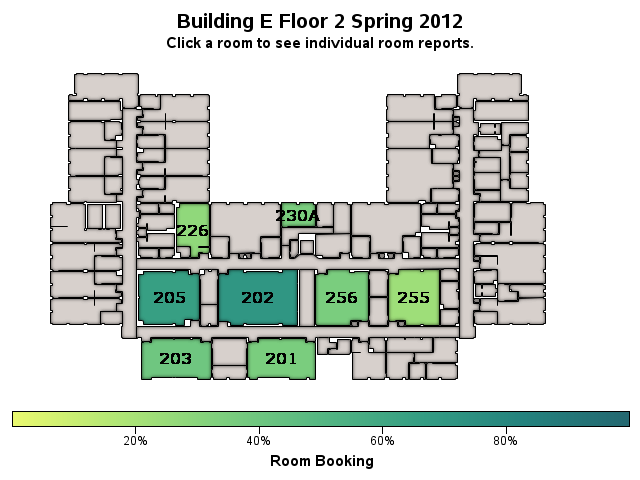 Building E Floor 2 Spring 2012
Click a room to see individual room reports.
230A
226
205 202 256 255
203 201
20% 40% 60% 80%
Room Booking